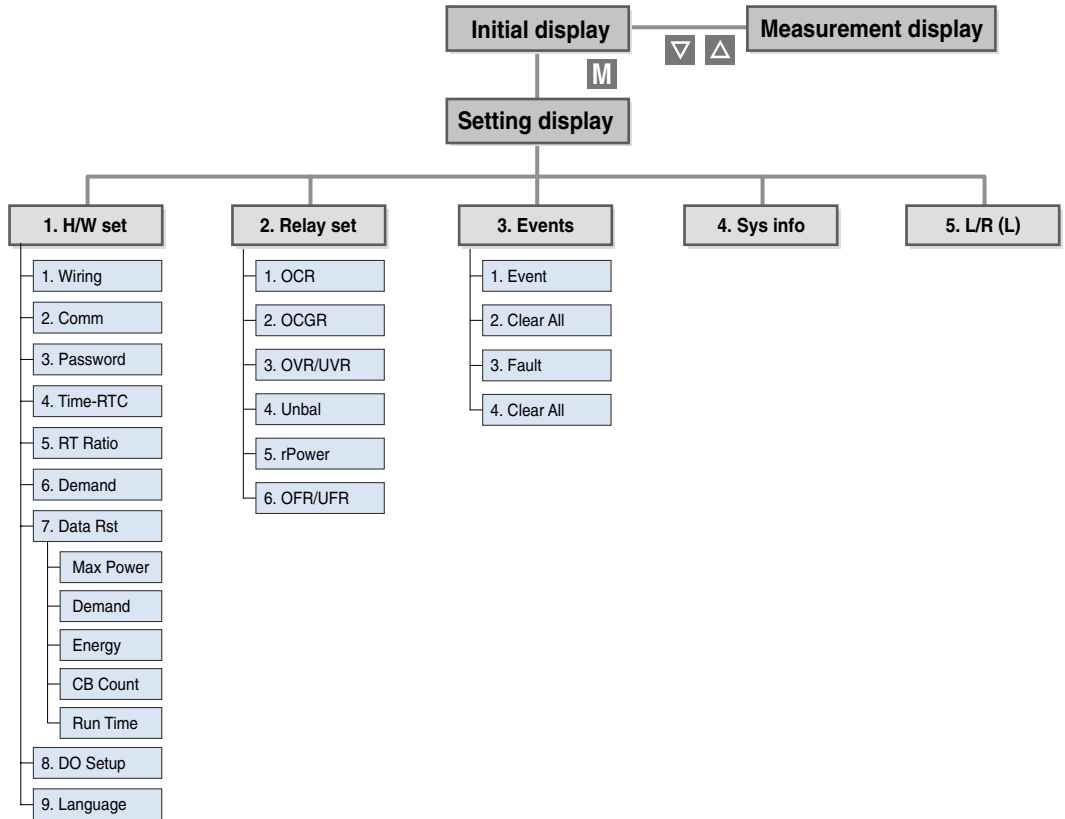 Initial display
Measurement display
M
Setting display
1. H/W set
2. Relay set
3. Events
4. Sys info
5. L/R (L)
1. Wiring
2. Comm
3. Password
4. Time-RTC
5. RT Ratio
6. Demand
7. Data Rst
Max Power
Demand
Energy
CB Count
Run Time
8. DO Setup
9. Language
1. OCR
2. OCGR
3. OVR/UVR
4. Unbal
5. rPower
6. OFR/UFR
1. Event
2. Clear All
3. Fault
4. Clear All